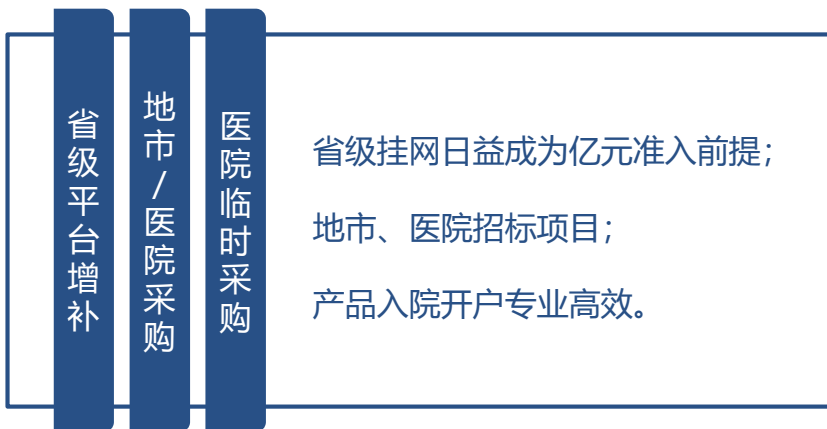 省级平台增补
地市/医院采购
医院临时采购
省级挂网日益成为亿元准入前提；
地市、医院招标项目；
产品入院开户专业高效。